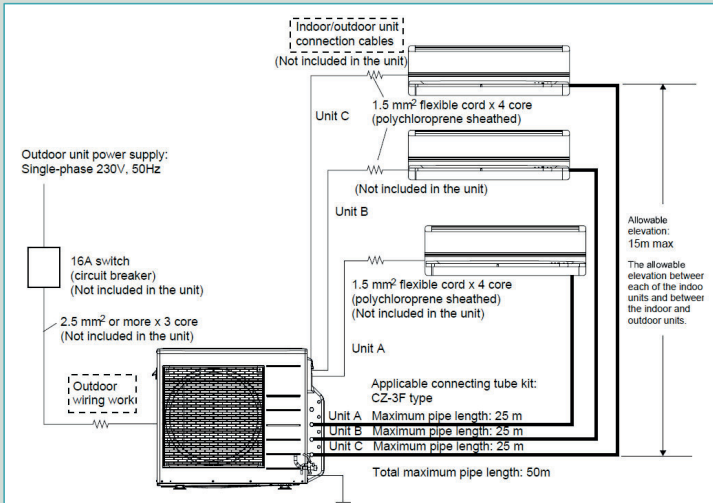 Indoor/outdoor unit
connection cables
(Not included in the unit)
1.5 mm² flexible cord x 4 core
(polychloroprene sheathed)
Unit C
Outdoor unit power supply:
Single-phase 230V, 50Hz
(Not included in the unit)
Unit B
Allowable
elevation:
15m max
The allowable
elevation between
each of the indoo
units and between
the indoor and
outdoor units.
16A switch
(circuit breaker)
(Not included in the unit)
1.5 mm² flexible cord x 4 core
(polychloroprene sheathed)
(Not included in the unit)
2.5 mm² or more x 3 core
(Not included in the unit)
Unit A
Outdoor
wiring work
Applicable connecting tube kit:
CZ-3F type
Unit A Maximum pipe length: 25 m
Unit B Maximum pipe length: 25 m
Unit C Maximum pipe length: 25 m
Total maximum pipe length: 50m